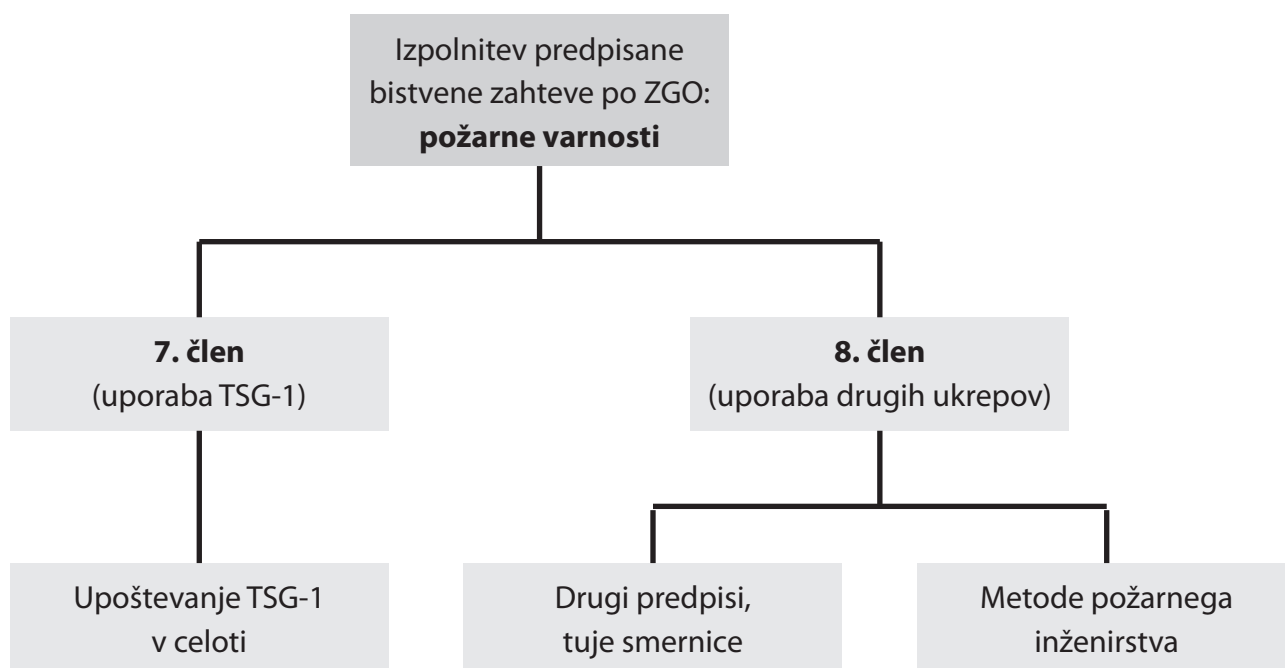 Izpolnitev predpisane
bistvene zahteve po ZGO:
požarne varnosti
7. člen
(uporaba TSG-1)
8. člen
(uporaba drugih ukrepov)
Upoštevanje TSG-1
v celoti
Drugi predpisi,
tuje smernice
Metode požarnega
inženirstva